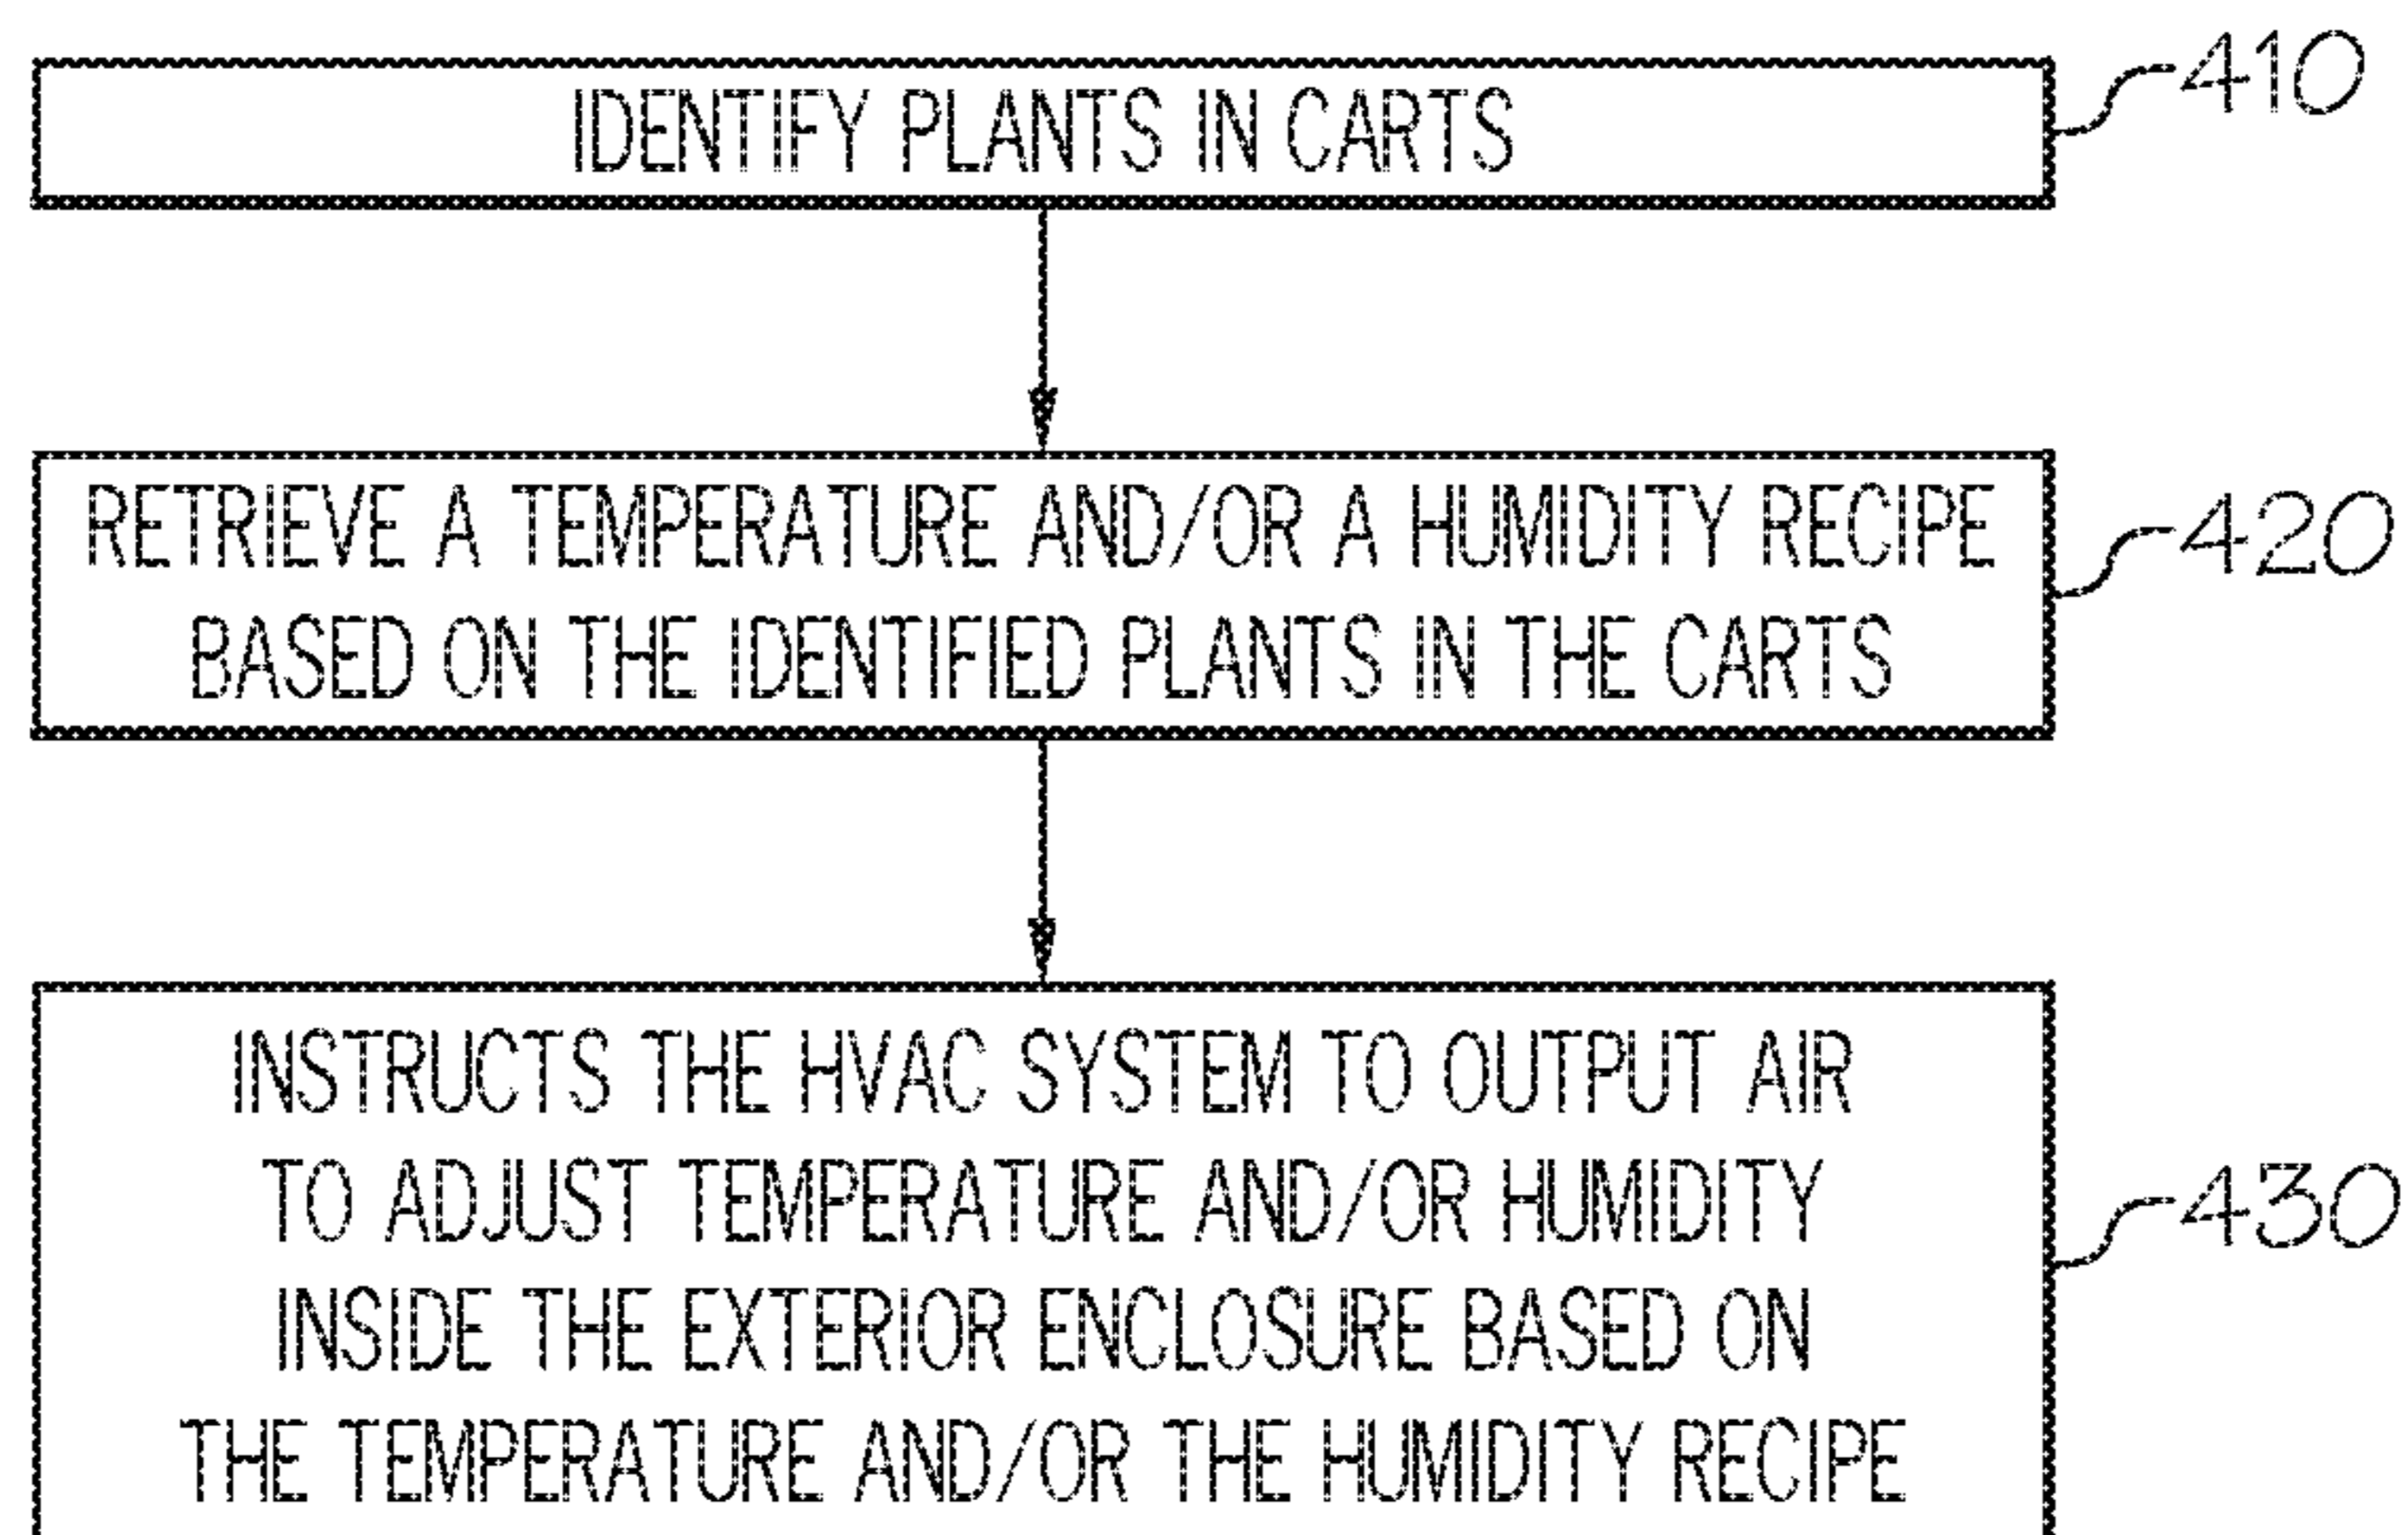 IDENTIFY PLANTS IN CARTS
410
RETRIEVE A TEMPERATURE AND/OR A HUMIDITY RECIPE
BASED ON THE IDENTIFIED PLANTS IN THE CARTS
420
INSTRUCTS THE HVAC SYSTEM TO OUTPUT AIR
TO ADJUST TEMPERATURE AND/OR HUMIDITY
INSIDE THE EXTERIOR ENCLOSURE BASED ON
THE TEMPERATURE AND/OR THE HUMIDITY RECIPE
430